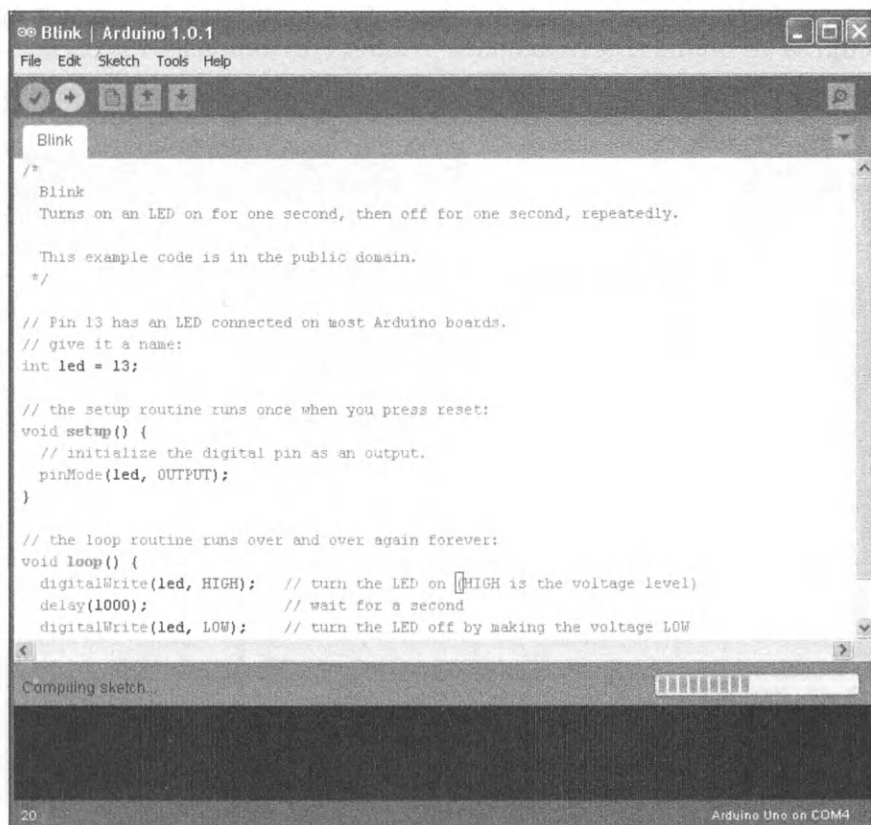 Blink | Arduino 1.0.1
File Edit Sketch Tools Help
Blink
/*
  Blink
  Turns on an LED on for one second, then off for one second, repeatedly.

  This example code is in the public domain.
 */

// Pin 13 has an LED connected on most Arduino boards.
// give it a name:
int led = 13;

// the setup routine runs once when you press reset:
void setup() {
  // initialize the digital pin as an output.
  pinMode(led, OUTPUT);
}

// the loop routine runs over and over again forever:
void loop() {
  digitalWrite(led, HIGH);   // turn the LED on (HIGH is the voltage level)
  delay(1000);               // wait for a second
  digitalWrite(led, LOW);    // turn the LED off by making the voltage LOW
Compiling sketch...
20 Arduino Uno on COM4